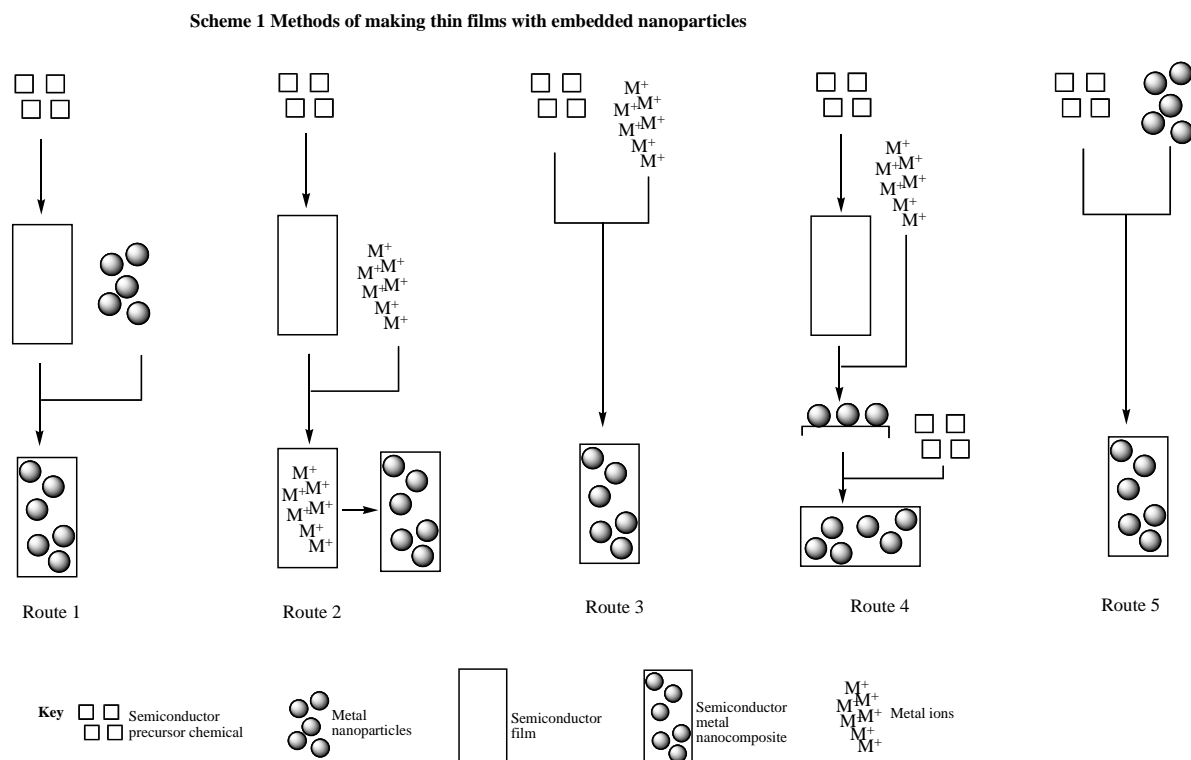 Scheme 1 Methods of making thin films with embedded nanoparticles
M⁺
M⁺M⁺
M⁺M⁺
M⁺
M⁺
M⁺
M⁺M⁺
M⁺M⁺
M⁺
M⁺
M⁺
M⁺M⁺
M⁺M⁺
M⁺
M⁺
M⁺
M⁺M⁺
M⁺M⁺
M⁺
M⁺
Route 1
Route 2
Route 3
Route 4
Route 5
Key
Semiconductor
precursor chemical
Metal
nanoparticles
Semiconductor
film
Semiconductor
metal
nanocomposite
M⁺
M⁺M⁺
M⁺M⁺
M⁺
M⁺
Metal ions